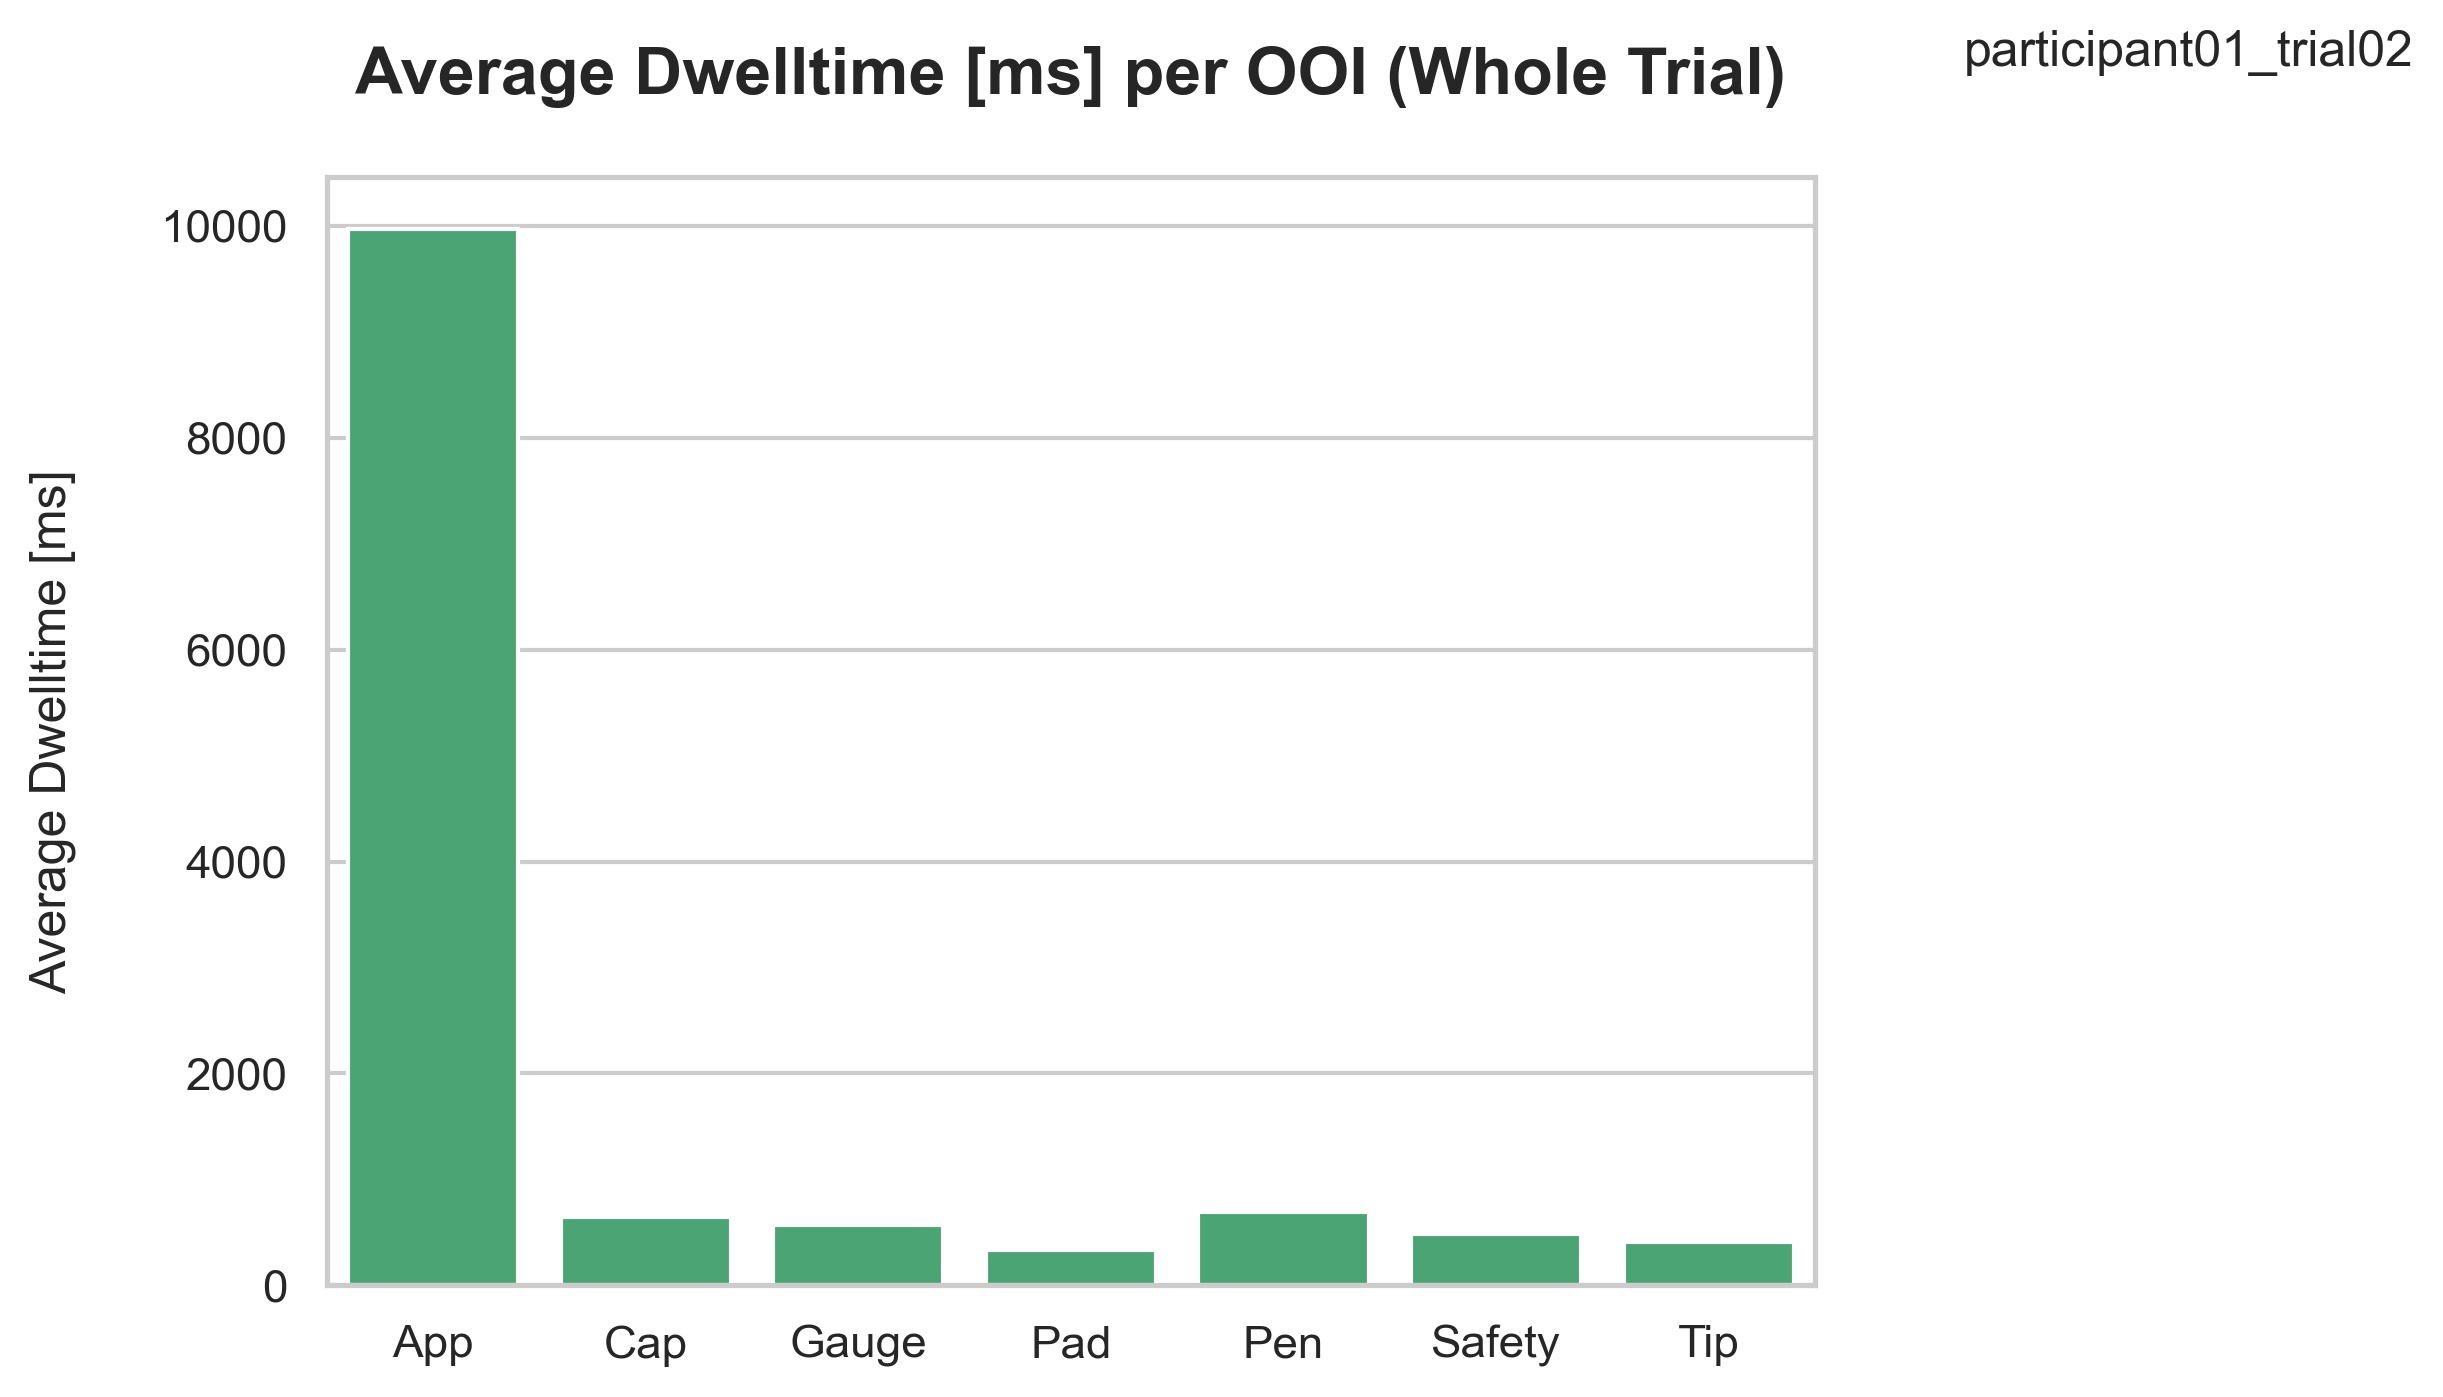 participant01_trial02
Average Dwelltime [ms] per OOI (Whole Trial)
Average Dwelltime [ms]
10000
8000
6000
4000
2000
0
App Cap Gauge Pad Pen Safety Tip